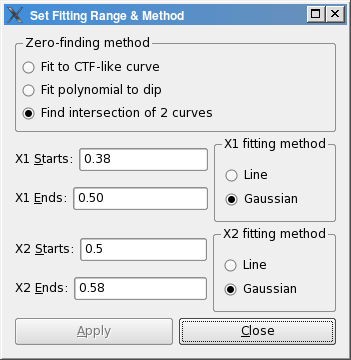 Set Fitting Range & Method
Zero-finding method
Fit to CTF-like curve
Fit polynomial to dip
Find intersection of 2 curves
X1 Starts: 0.38
X1 Ends: 0.50
X1 fitting method
Line
Gaussian
X2 Starts: 0.5
X2 Ends: 0.58
X2 fitting method
Line
Gaussian
Apply
Close